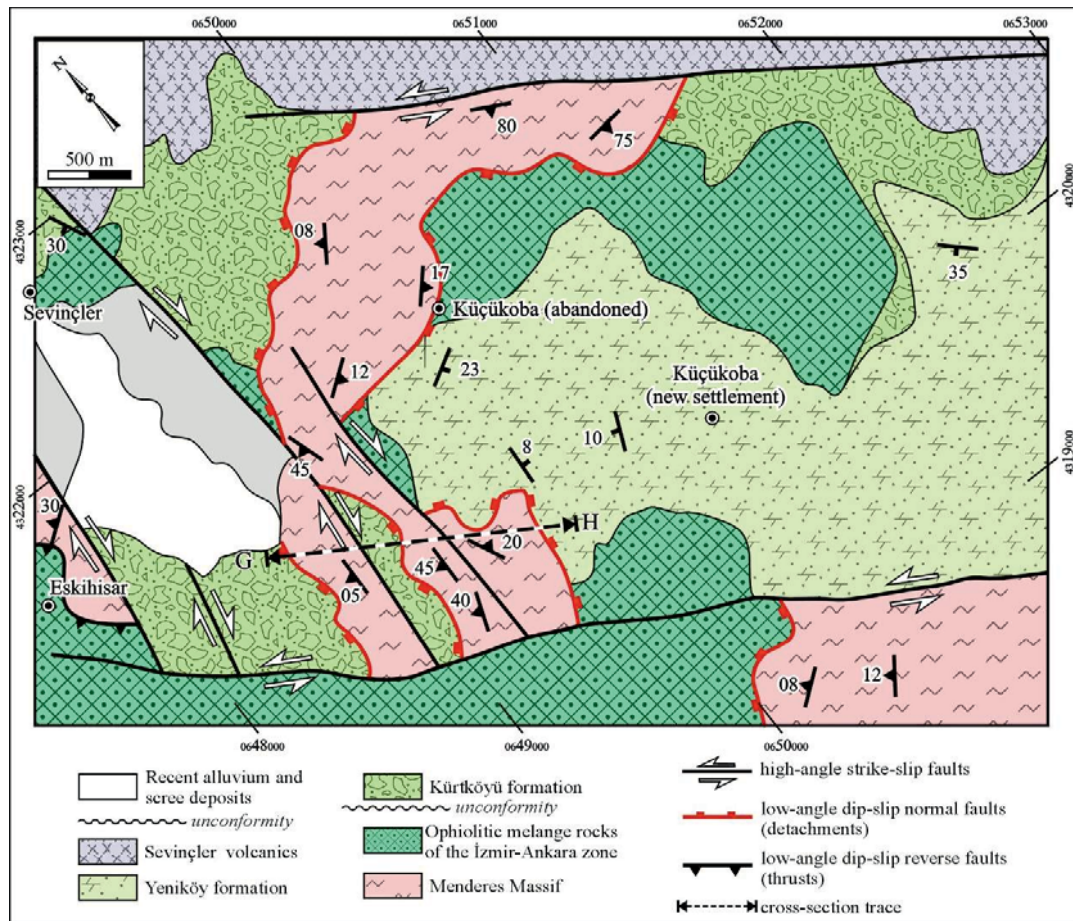 0650000
0651000
0652000
0653000
N
500 m
80
75
4320000
4323000
30
08
17
35
Sevinçler
Küçükoba (abandoned)
12
23
Küçükoba
(new settlement)
10
8
45
4319000
4322000
30
H
20
G
45
Eskihisar
05
40
08
12
0648000
0649000
0650000
Recent alluvium and
scree deposits
unconformity
Sevinçler volcanics
Yeniköy formation
Kürtköyü formation
unconformity
Ophiolitic melange rocks
of the İzmir-Ankara zone
Menderes Massif
high-angle strike-slip faults
low-angle dip-slip normal faults
(detachments)
low-angle dip-slip reverse faults
(thrusts)
cross-section trace